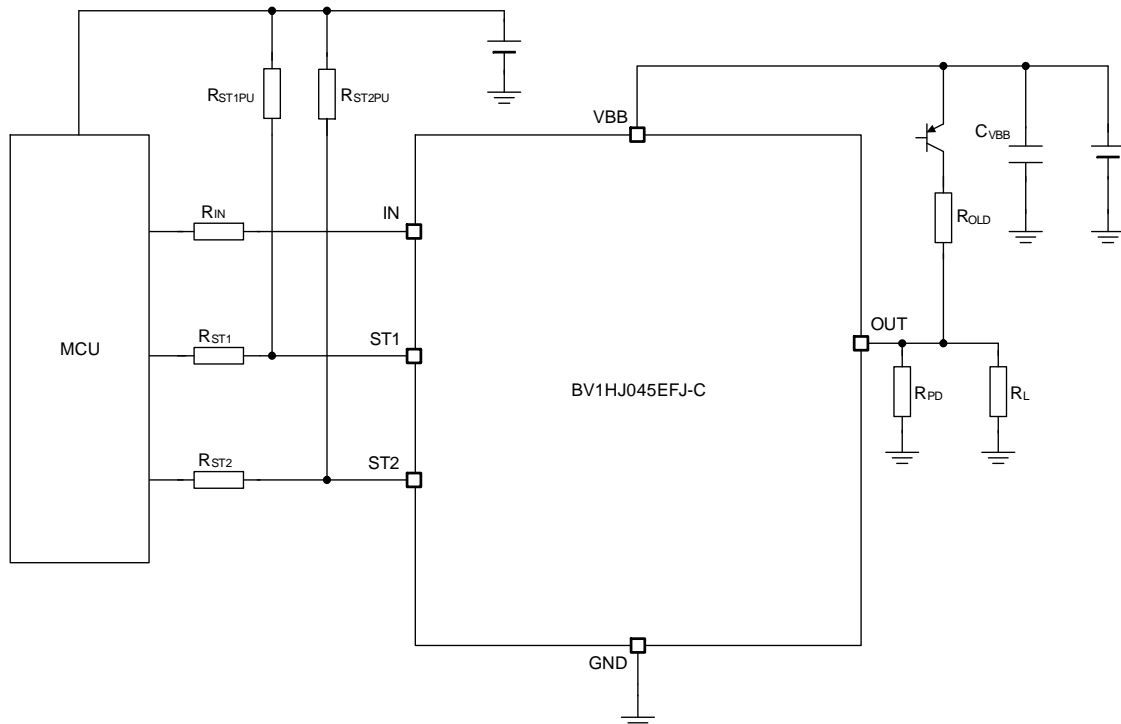 RST1PU
RST2PU
VBB
CVBB
RIN
IN
ROLD
RST1
ST1
OUT
MCU
BV1HJ045EFJ-C
RPD
RL
RST2
ST2
GND